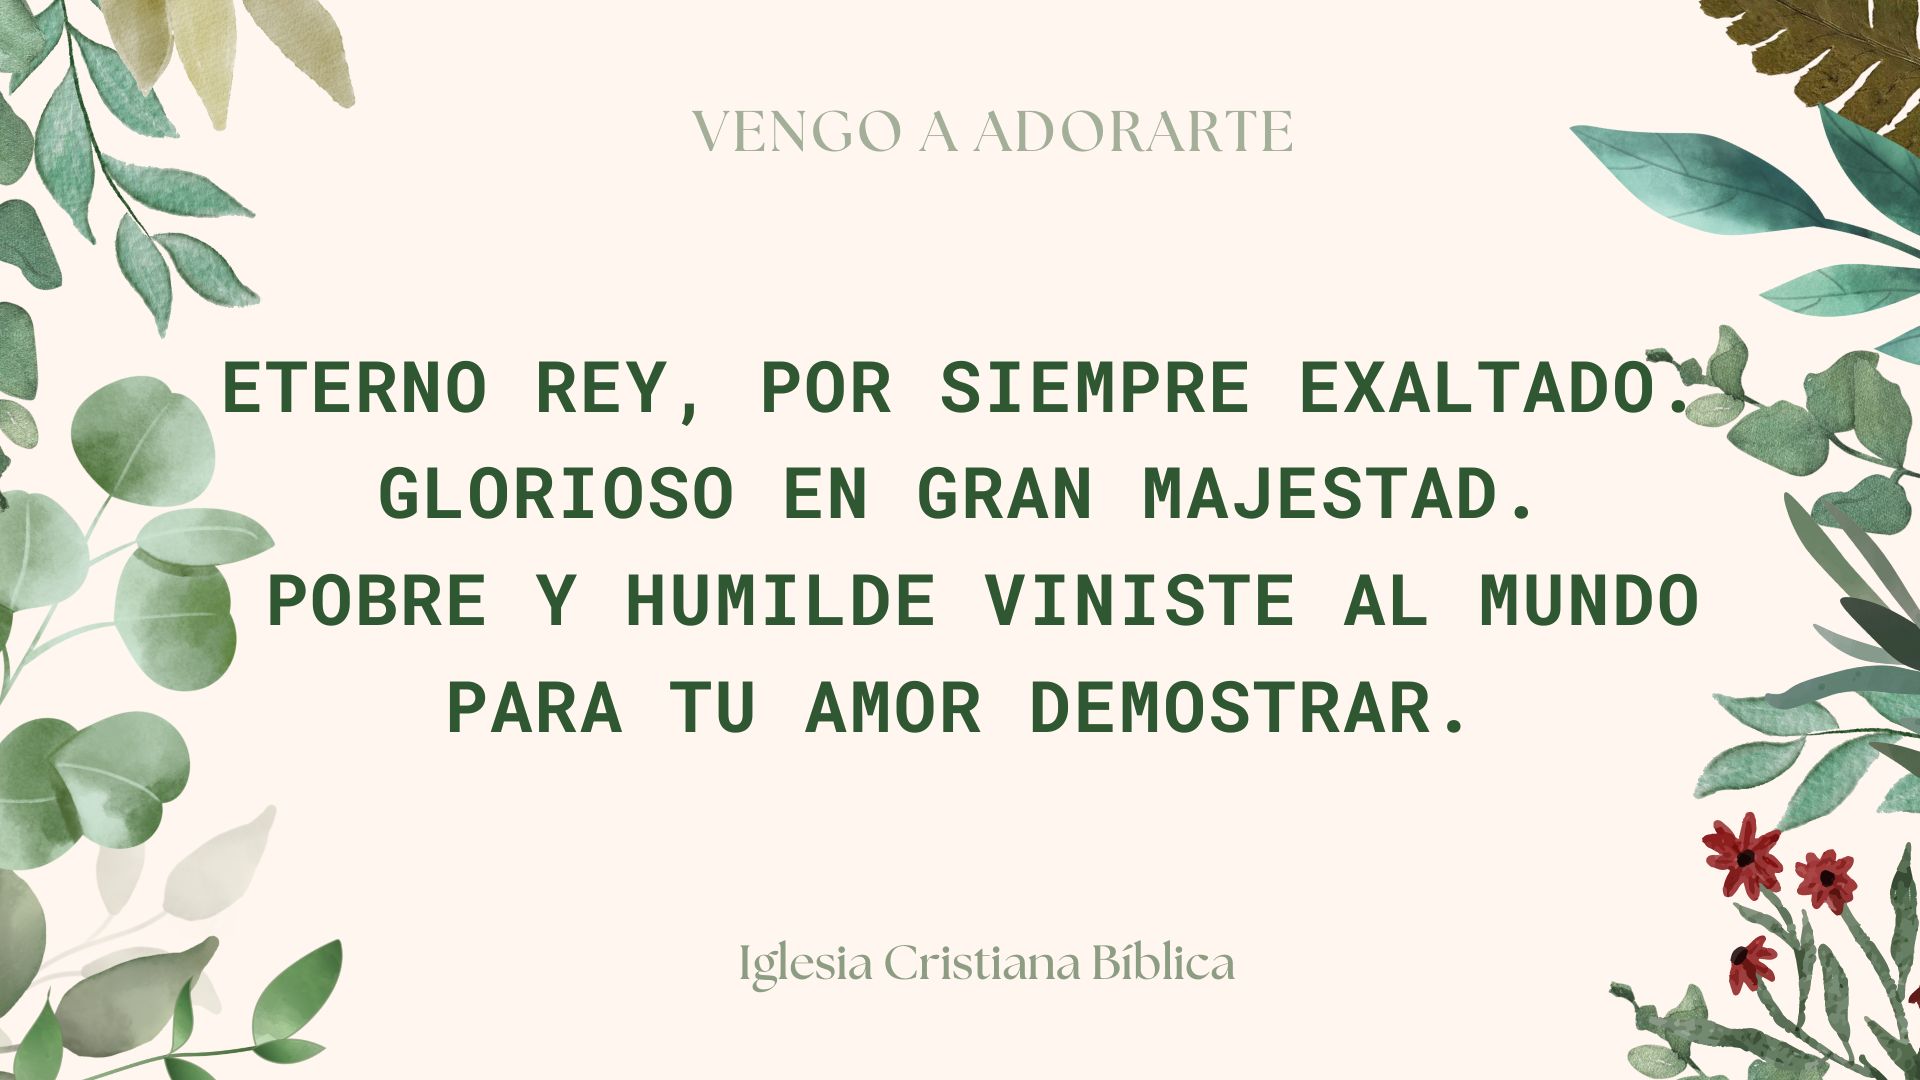 VENGO A ADORARTE
ETERNO REY, POR SIEMPRE EXALTADO.
GLORIOSO EN GRAN MAJESTAD.
POBRE Y HUMILDE VINISTE AL MUNDO
PARA TU AMOR DEMOSTRAR.
Iglesia Cristiana Bíblica